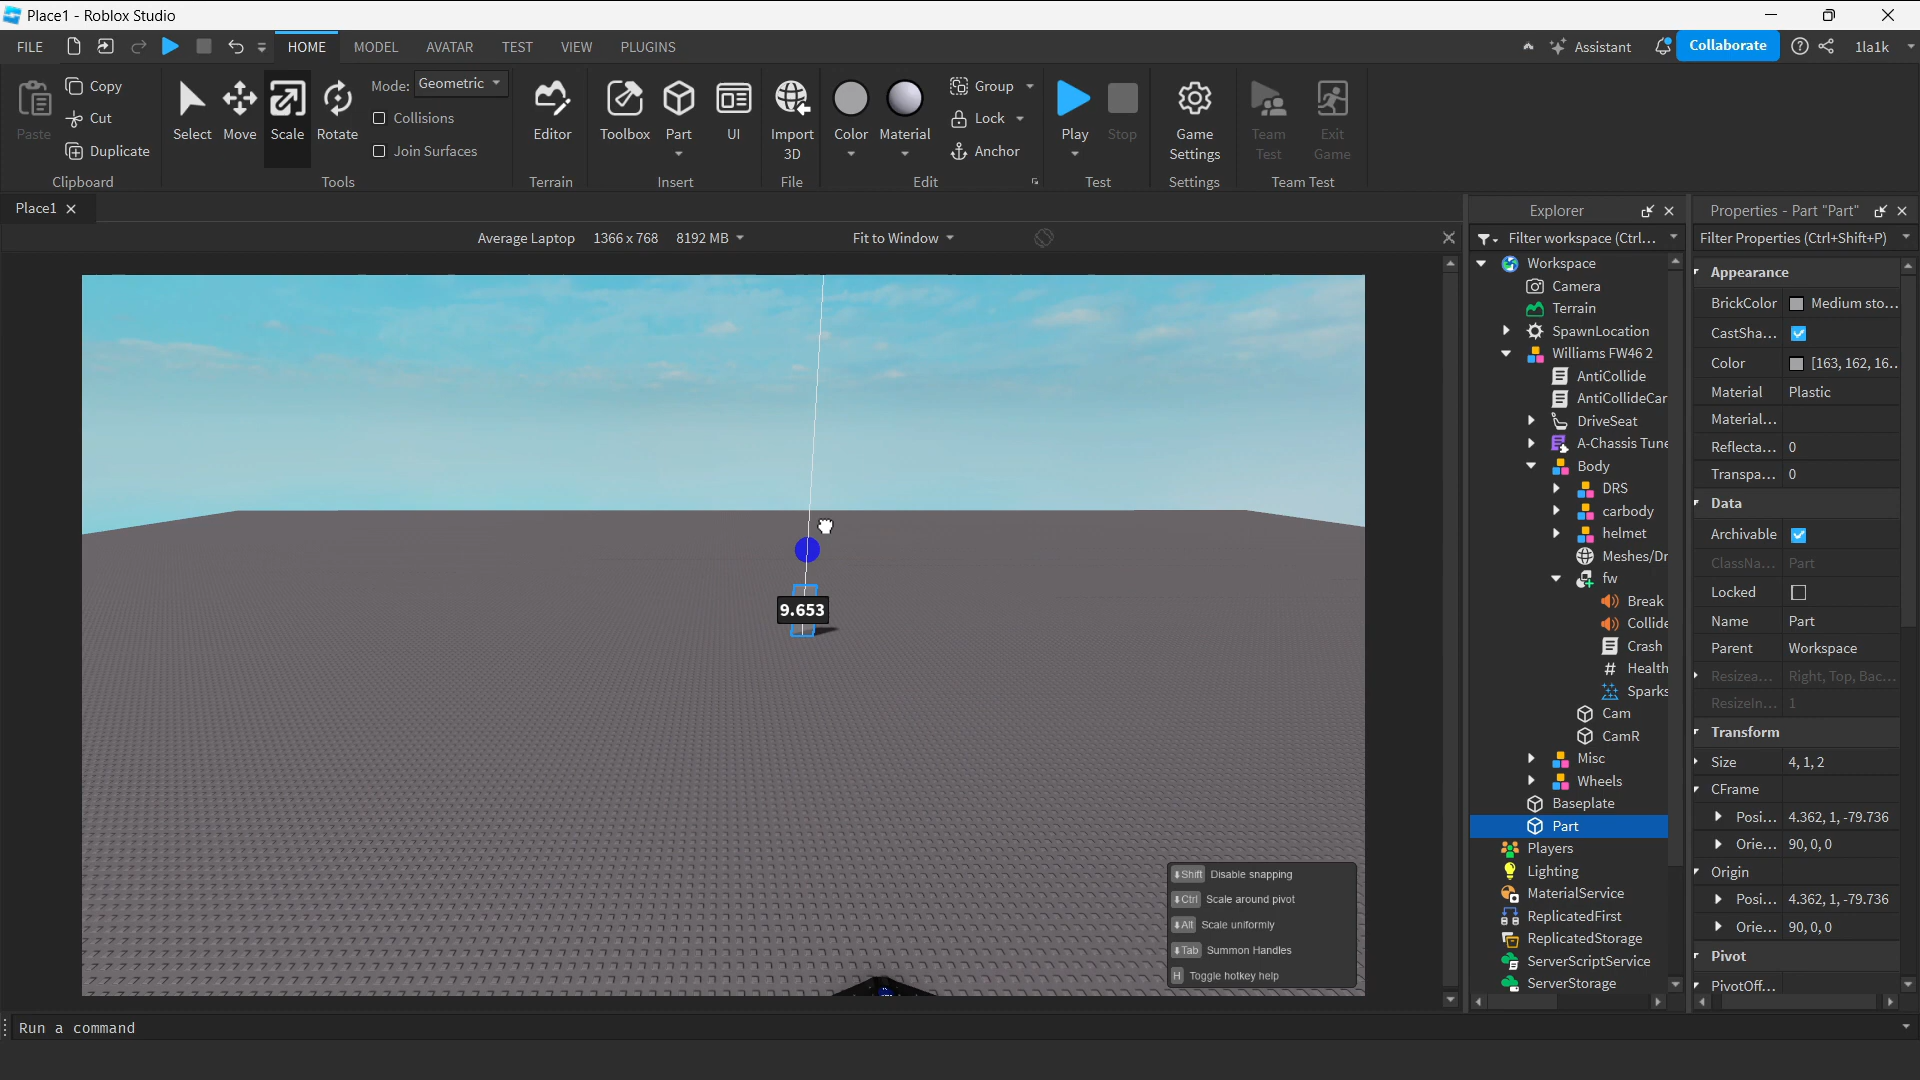 Place1 - Roblox Studio
FILE
HOME
MODEL
AVATAR
TEST
VIEW
PLUGINS
Assistant
Collaborate
1la1k
Paste
Copy
Cut
Duplicate
Clipboard
Select
Move
Scale
Rotate
Mode: Geometric
Collisions
Join Surfaces
Tools
Editor
Terrain
Toolbox
Part
UI
Insert
Import
3D
File
Color
Material
Group
Lock
Anchor
Edit
Play
Stop
Test
Game
Settings
Settings
Team
Test
Exit
Game
Team Test
Place1
Average Laptop 1366 x 768 8192 MB
Fit to Window
9.653
Shift Disable snapping
Ctrl Scale around pivot
Alt Scale uniformly
Tab Summon Handles
H Toggle hotkey help
Explorer
Filter workspace (Ctrl...
Workspace
Camera
Terrain
SpawnLocation
Williams FW46 2
AntiCollide
AntiCollideCar
DriveSeat
A-Chassis Tune
Body
DRS
carbody
helmet
Meshes/Dr
fw
Break
Collide
Crash
Health
Sparks
Cam
CamR
Misc
Wheels
Baseplate
Part
Players
Lighting
MaterialService
ReplicatedFirst
ReplicatedStorage
ServerScriptService
ServerStorage
Properties - Part "Part"
Filter Properties (Ctrl+Shift+P)
Appearance
BrickColor Medium sto...
CastSha...
Color [163, 162, 16...
Material Plastic
Material...
Reflecta... 0
Transpa... 0
Data
Archivable
ClassNa... Part
Locked
Name Part
Parent Workspace
Resizea... Right, Top, Bac...
ResizeIn... 1
Transform
Size 4, 1, 2
CFrame
Posi... 4.362, 1, -79.736
Orie... 90, 0, 0
Origin
Posi... 4.362, 1, -79.736
Orie... 90, 0, 0
Pivot
PivotOff...
Run a command